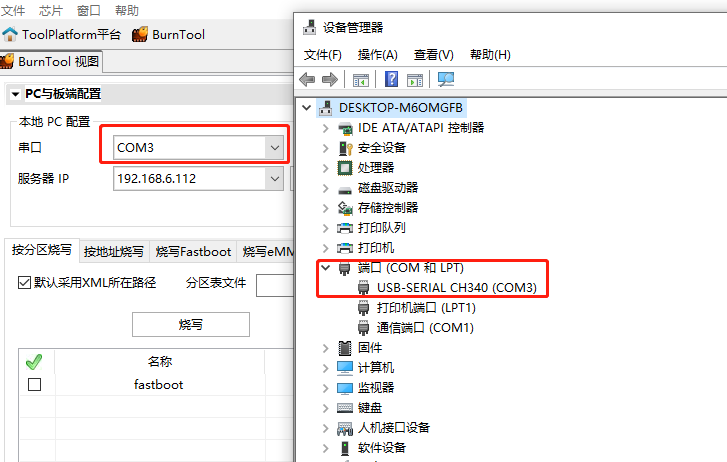 文件 芯片 窗口 帮助
ToolPlatform平台 BurnTool
BurnTool 视图
PC与板端配置
本地 PC 配置
串口 COM3
服务器 IP 192.168.6.112
按分区烧写 按地址烧写 烧写Fastboot 烧写eMM
默认采用XML所在路径 分区表文件
烧写
名称
fastboot
设备管理器
文件(F) 操作(A) 查看(V) 帮助(H)
DESKTOP-M6OMGFB
IDE ATA/ATAPI 控制器
安全设备
处理器
磁盘驱动器
存储控制器
打印队列
打印机
端口 (COM 和 LPT)
USB-SERIAL CH340 (COM3)
打印机端口 (LPT1)
通信端口 (COM1)
固件
计算机
监视器
键盘
人机接口设备
软件设备